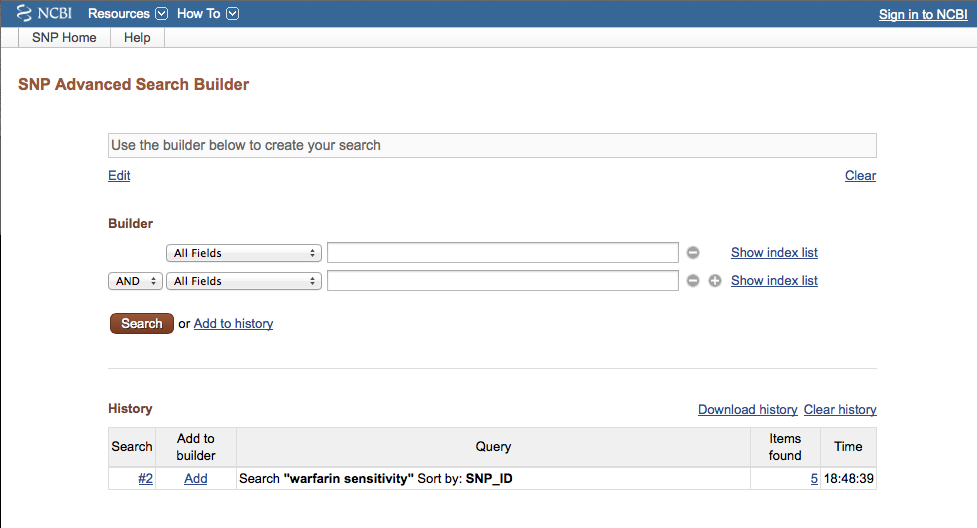 NCBI Resources How To Sign in to NCBI
SNP Home Help
SNP Advanced Search Builder
Use the builder below to create your search
Edit Clear
Builder
All Fields Show index list
AND All Fields Show index list
Search or Add to history
History Download history Clear history
Search Add to builder Query Items found Time
#2 Add Search "warfarin sensitivity" Sort by: SNP_ID 5 18:48:39